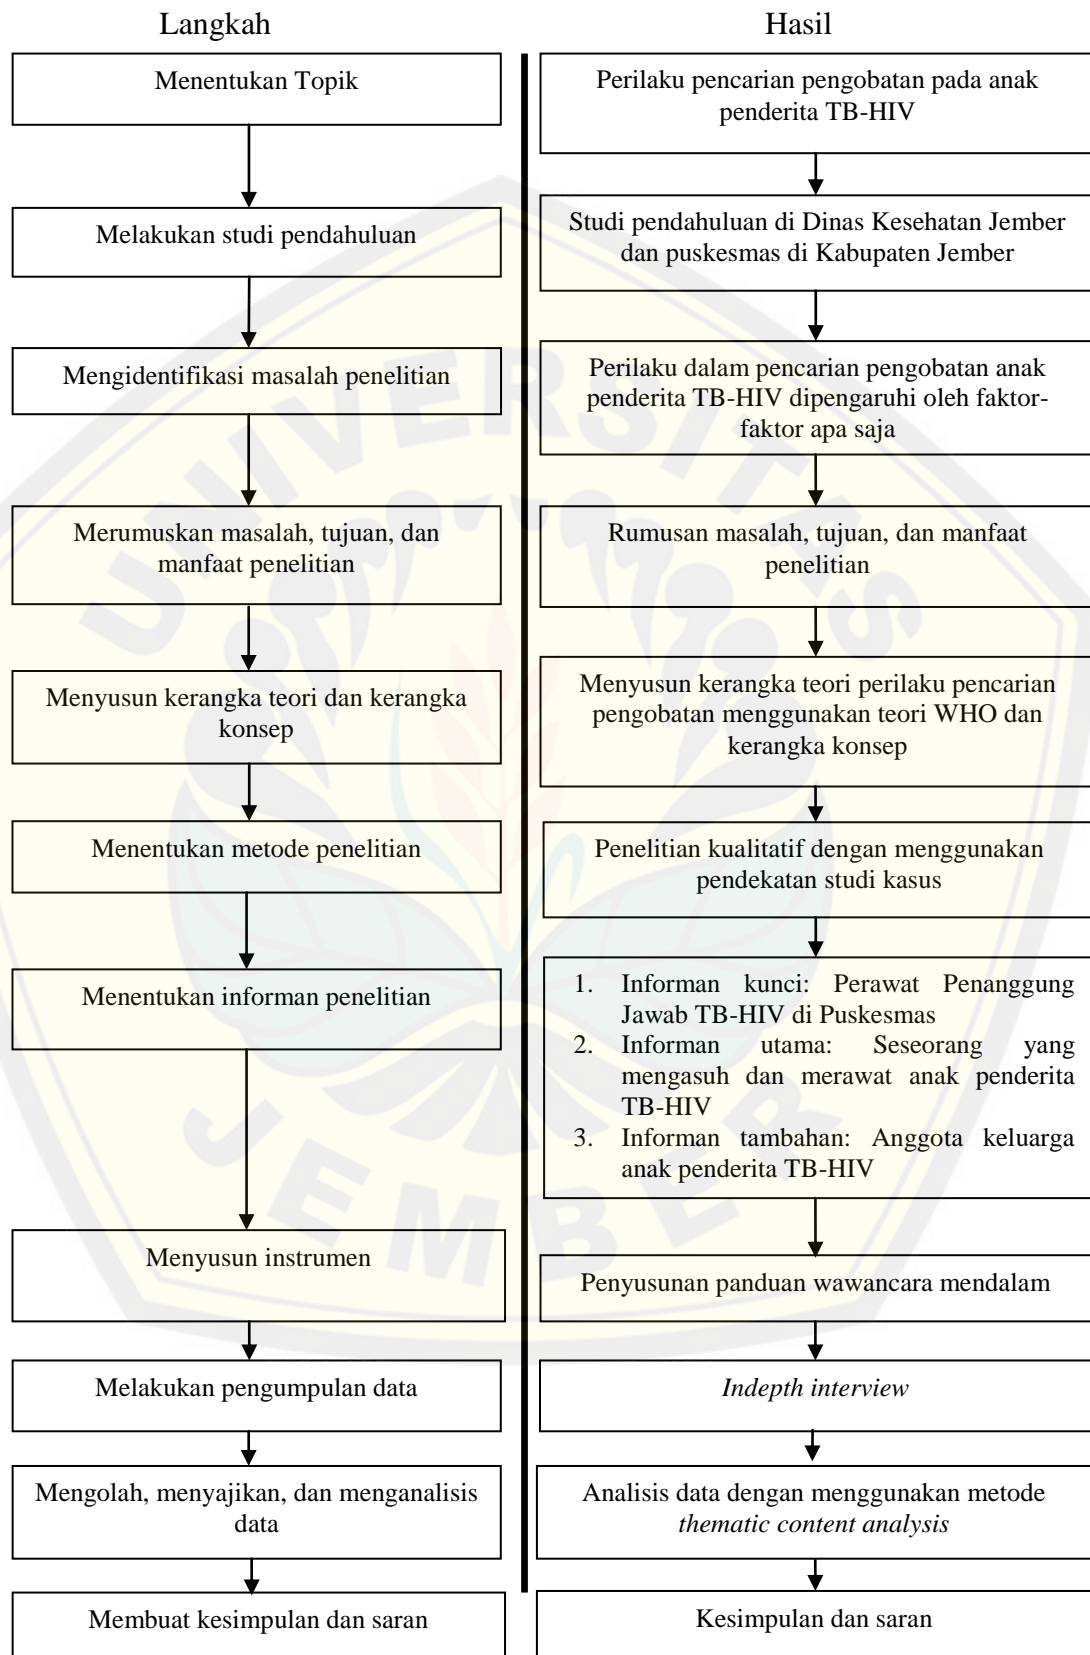 Langkah
Hasil
Menentukan Topik
Perilaku pencarian pengobatan pada anak
penderita TB-HIV
Melakukan studi pendahuluan
Studi pendahuluan di Dinas Kesehatan Jember
dan puskesmas di Kabupaten Jember
Mengidentifikasi masalah penelitian
Perilaku dalam pencarian pengobatan anak
penderita TB-HIV dipengaruhi oleh faktor-
faktor apa saja
Merumuskan masalah, tujuan, dan
manfaat penelitian
Rumusan masalah, tujuan, dan manfaat
penelitian
Menyusun kerangka teori dan kerangka
konsep
Menyusun kerangka teori perilaku pencarian
pengobatan menggunakan teori WHO dan
kerangka konsep
Menentukan metode penelitian
Penelitian kualitatif dengan menggunakan
pendekatan studi kasus
Menentukan informan penelitian
1. Informan kunci: Perawat Penanggung
Jawab TB-HIV di Puskesmas
2. Informan utama: Seseorang yang
mengasuh dan merawat anak penderita
TB-HIV
3. Informan tambahan: Anggota keluarga
anak penderita TB-HIV
Menyusun instrumen
Penyusunan panduan wawancara mendalam
Melakukan pengumpulan data
Indepth interview
Mengolah, menyajikan, dan menganalisis
data
Analisis data dengan menggunakan metode
thematic content analysis
Membuat kesimpulan dan saran
Kesimpulan dan saran
UNIVERSITAS
JEMBER